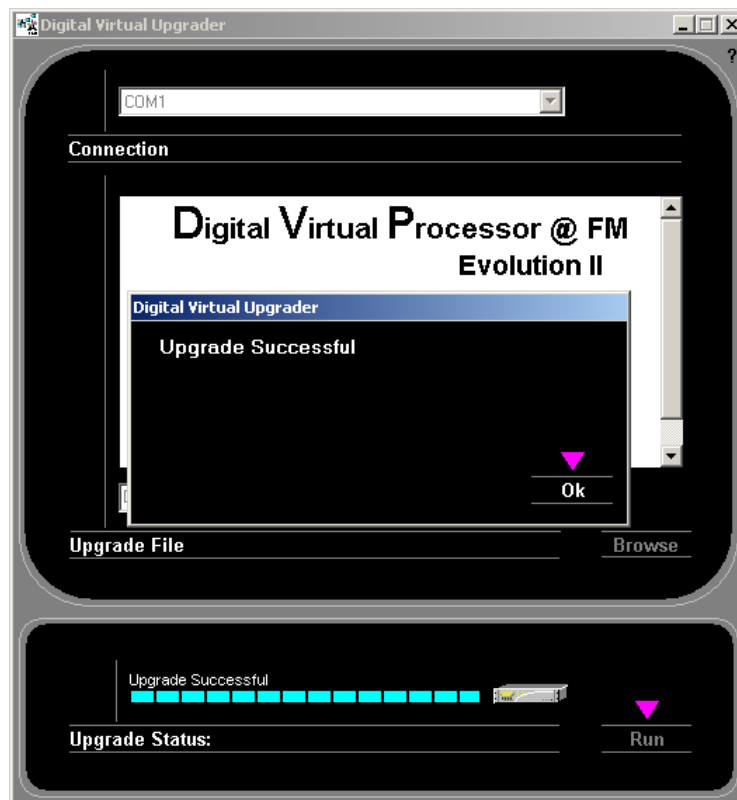 Digital Virtual Upgrader
?
COM1
Connection
Digital Virtual Processor @ FM
Evolution II
Digital Virtual Upgrader
Upgrade Successful
Ok
Upgrade File
Browse
Upgrade Successful
Upgrade Status:
Run